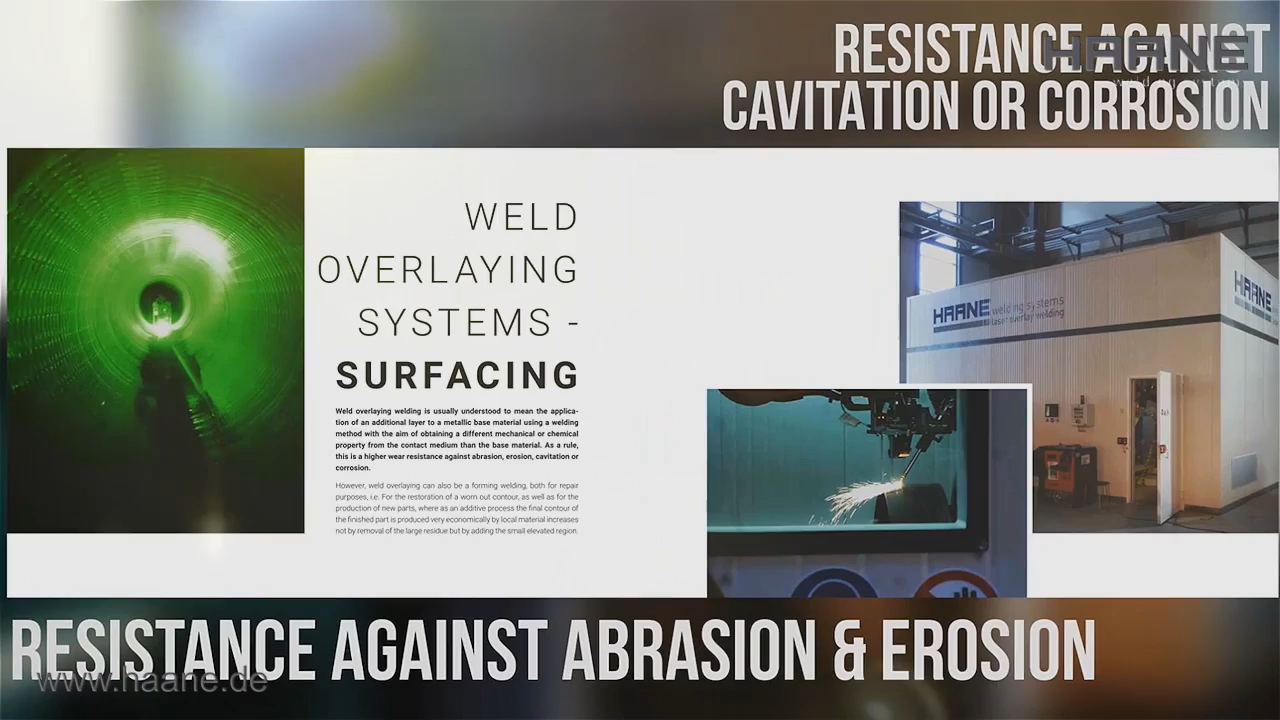 RESISTANCE AGAINST
CAVITATION OR CORROSION
HAANE
WELD
OVERLAYING
SYSTEMS -
SURFACING
Weld overlaying welding is usually understood to mean the applica-
tion of an additional layer to a metallic base material using a welding
method with the aim of obtaining a different mechanical or chemical
property from the contact medium than the base material. As a rule,
this is a higher wear resistance against abrasion, erosion, cavitation or
corrosion.
However, weld overlaying can also be a forming welding, both for repair
purposes, i.e. For the restoration of a worn out contour, as well as for the
production of new parts, where as an additive process the final contour of
the finished part is produced very economically by local material increases
not by removal of the large residue but by adding the small elevated region.
HAANE welding systems
laser overlay welding
HAANE
RESISTANCE AGAINST ABRASION & EROSION
www.haane.de